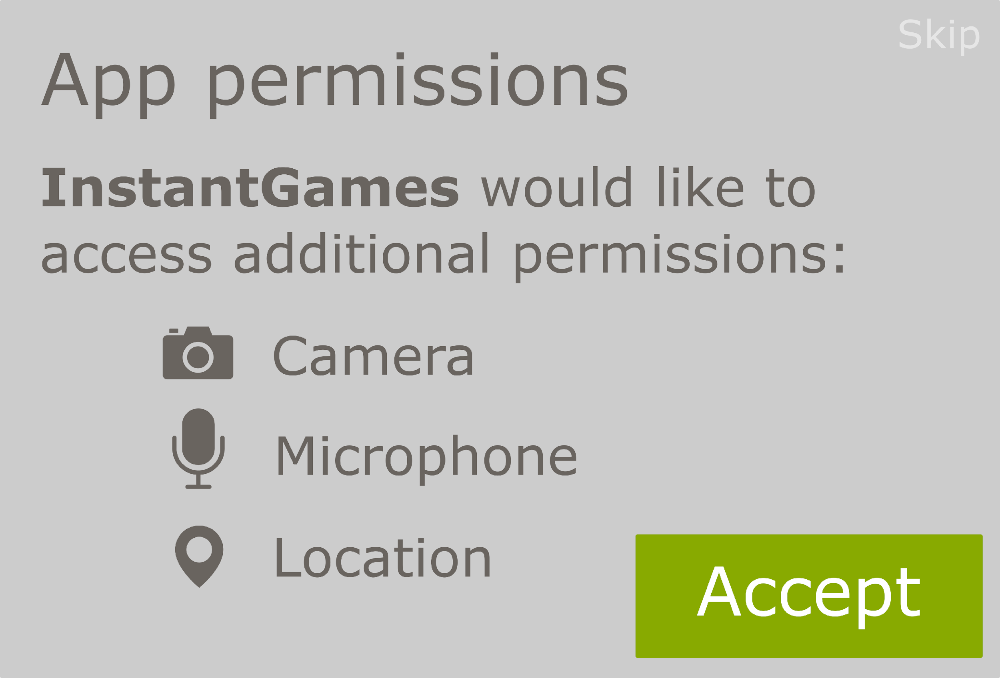 Skip
App permissions
InstantGames would like to
access additional permissions:
Camera
Microphone
Location
Accept